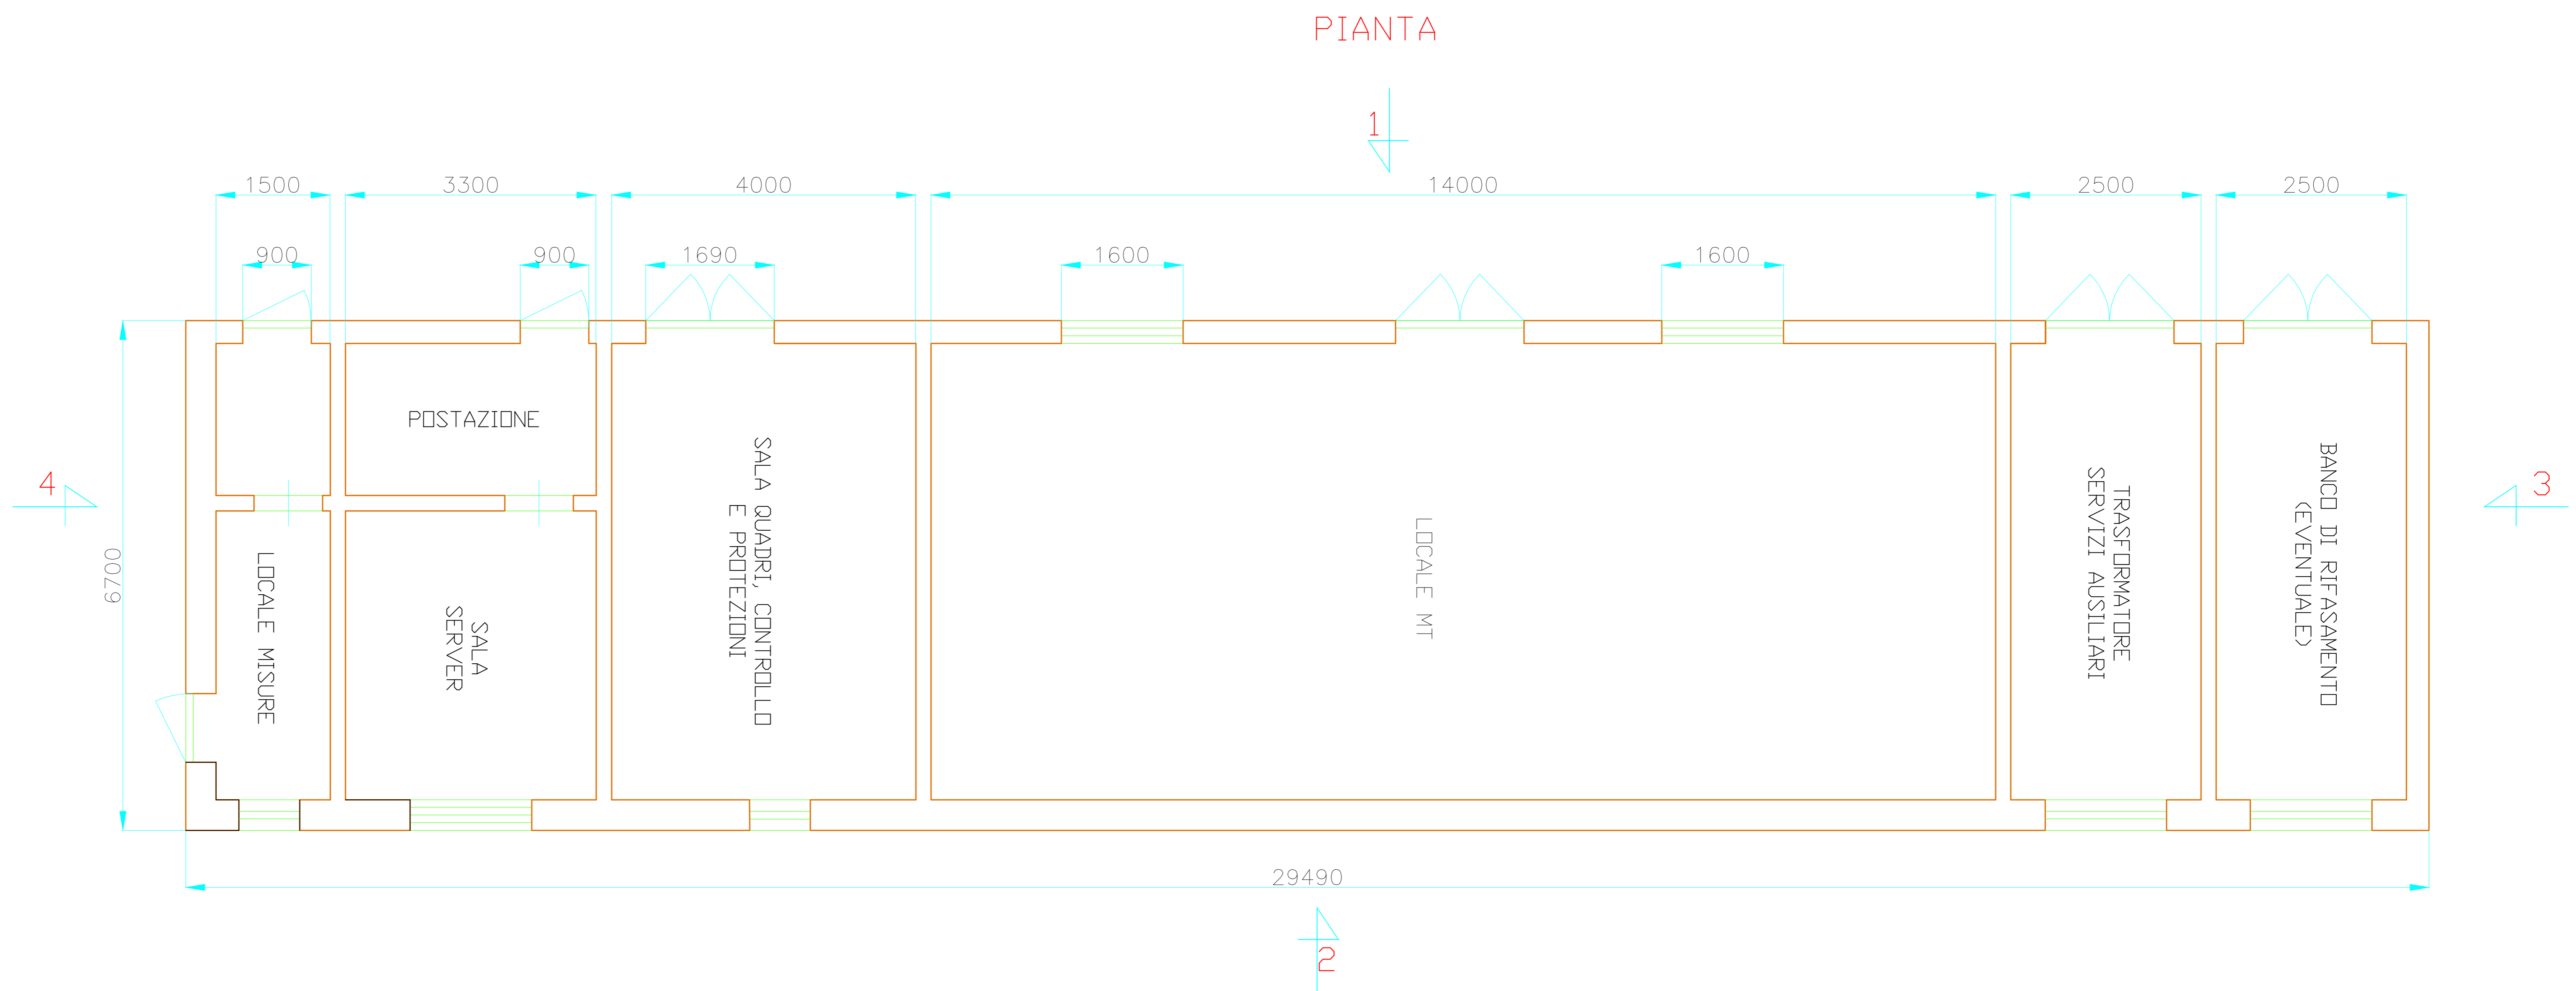 PIANTA
1
1500
3300
4000
14000
2500
2500
900
900
1690
1600
1600
POSTAZIONE
4
3
6700
LOCALE MISURE
SALA
SERVER
SALA QUADRI, CONTROLLO
E PROTEZIONI
LOCALE MT
TRASFORMATORE
SERVIZI AUSILIARI
BANCO DI RIFASAMENTO
(EVENTUALE)
29490
2